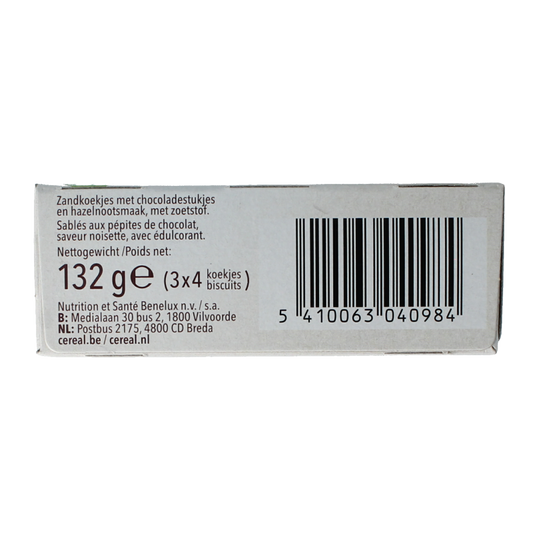 Zandkoekjes met chocoladestukjes
en hazelnootsmaak, met zoetstof.
Sablés aux pépites de chocolat,
saveur noisette, avec édulcorant.
Nettogewicht /Poids net:
132 g℮ (3x4 koekjes biscuits)
Nutrition et Santé Benelux n.v. / s.a.
B: Medialaan 30 bus 2, 1800 Vilvoorde
NL: Postbus 2175, 4800 CD Breda
cereal.be / cereal.nl
5 410063 040984